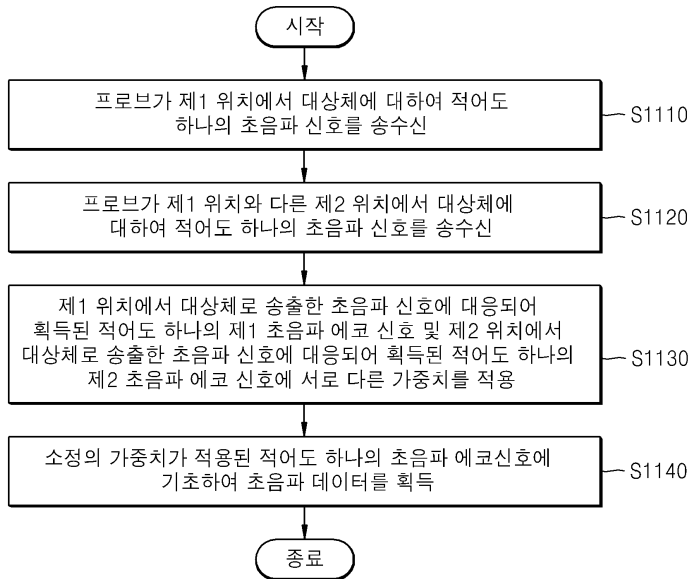 시작
프로브가 제1 위치에서 대상체에 대하여 적어도
하나의 초음파 신호를 송수신
S1110
프로브가 제1 위치와 다른 제2 위치에서 대상체에
대하여 적어도 하나의 초음파 신호를 송수신
S1120
제1 위치에서 대상체로 송출한 초음파 신호에 대응되어
획득된 적어도 하나의 제1 초음파 에코 신호 및 제2 위치에서
대상체로 송출한 초음파 신호에 대응되어 획득된 적어도 하나의
제2 초음파 에코 신호에 서로 다른 가중치를 적용
S1130
소정의 가중치가 적용된 적어도 하나의 초음파 에코신호에
기초하여 초음파 데이터를 획득
S1140
종료